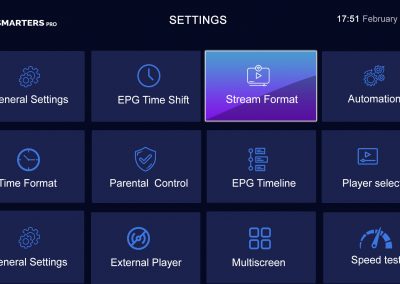 SMARTERS PRO
SETTINGS
17:51 February
eneral Settings
EPG Time Shift
Stream Format
Automation
Time Format
Parental Control
EPG Timeline
Player selec
eneral Settings
External Player
Multiscreen
Speed test